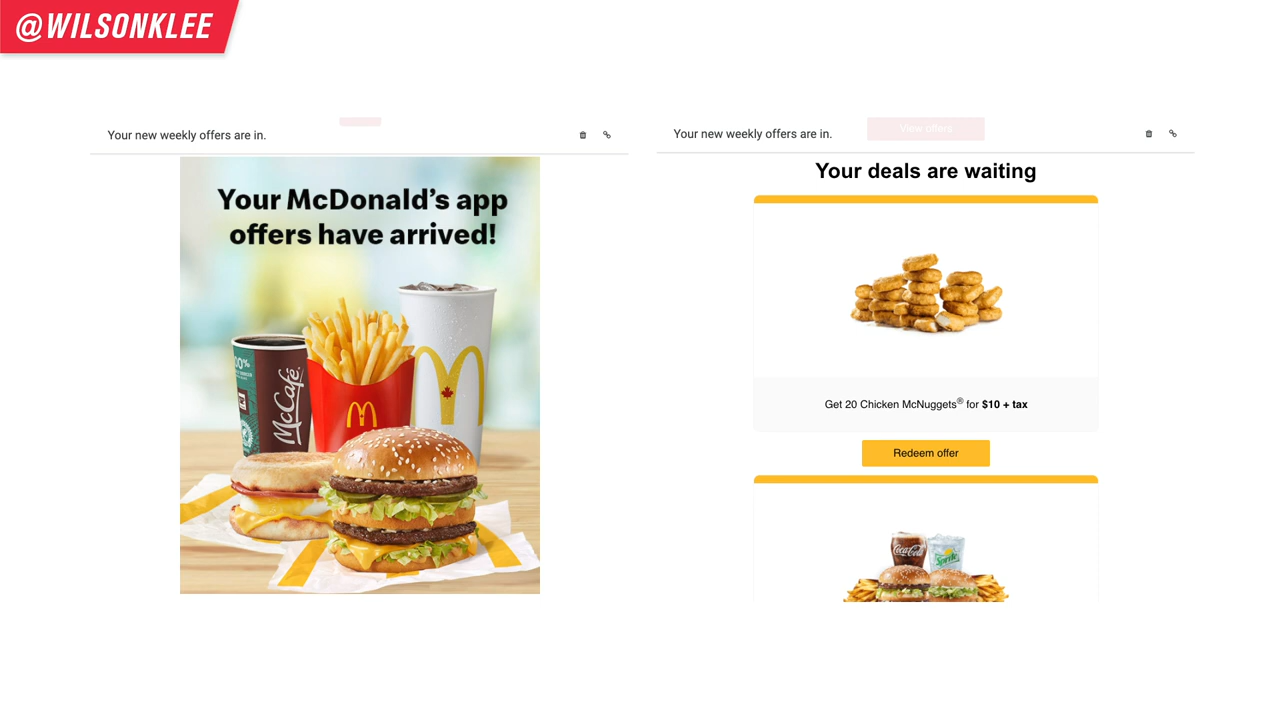 @WILSONKLEE
Your new weekly offers are in.
Your McDonald's app
offers have arrived!
McCafé
Your new weekly offers are in.
View offers
Your deals are waiting
Get 20 Chicken McNuggets® for $10 + tax
Redeem offer
Coca-Cola
Sprite